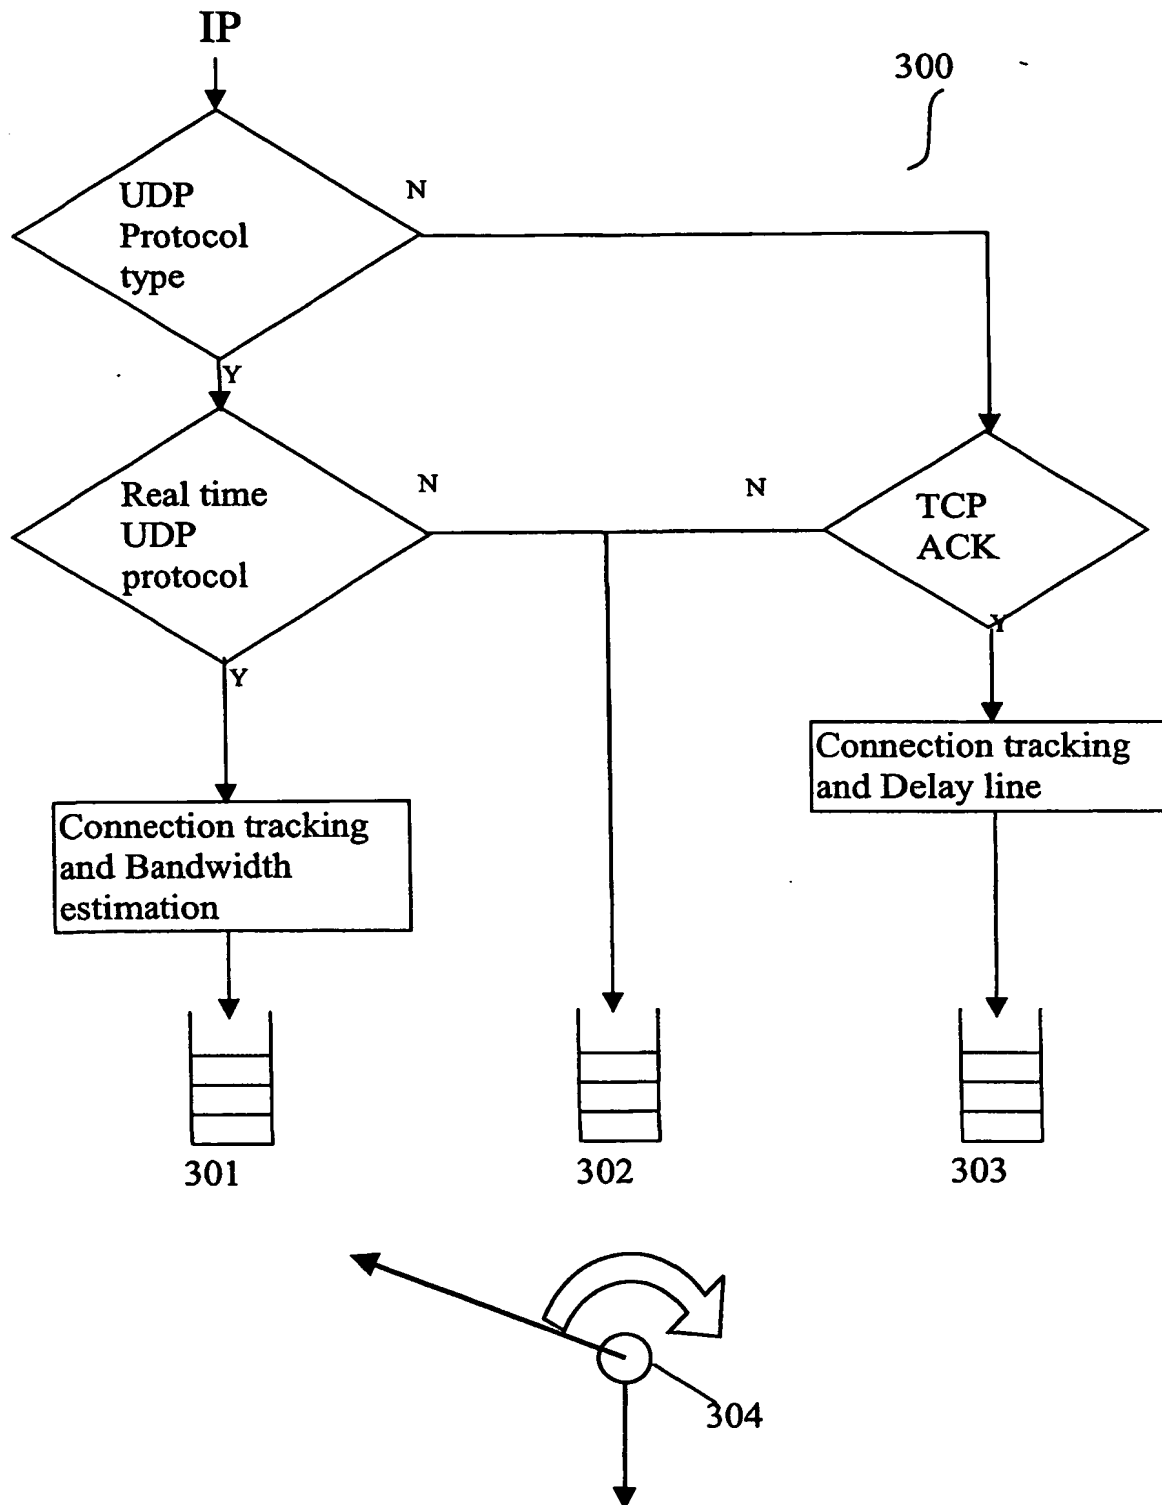 IP
300
UDP
Protocol
type
N
Y
Real time
UDP
protocol
N
N
TCP
ACK
Y
Y
Connection tracking
and Delay line
Connection tracking
and Bandwidth
estimation
301
302
303
304